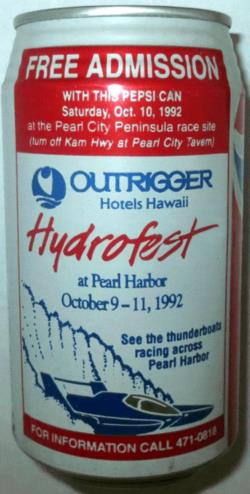 FREE ADMISSION
WITH THIS PEPSI CAN
Saturday, Oct. 10, 1992
at the Pearl City Peninsula race site
(turn off Kam Hwy at Pearl City Tavern)
OUTRIGGER
Hotels Hawaii
Hydrofest
at Pearl Harbor
October 9 - 11, 1992
See the thunderboats
racing across
Pearl Harbor
FOR INFORMATION CALL 471-0818